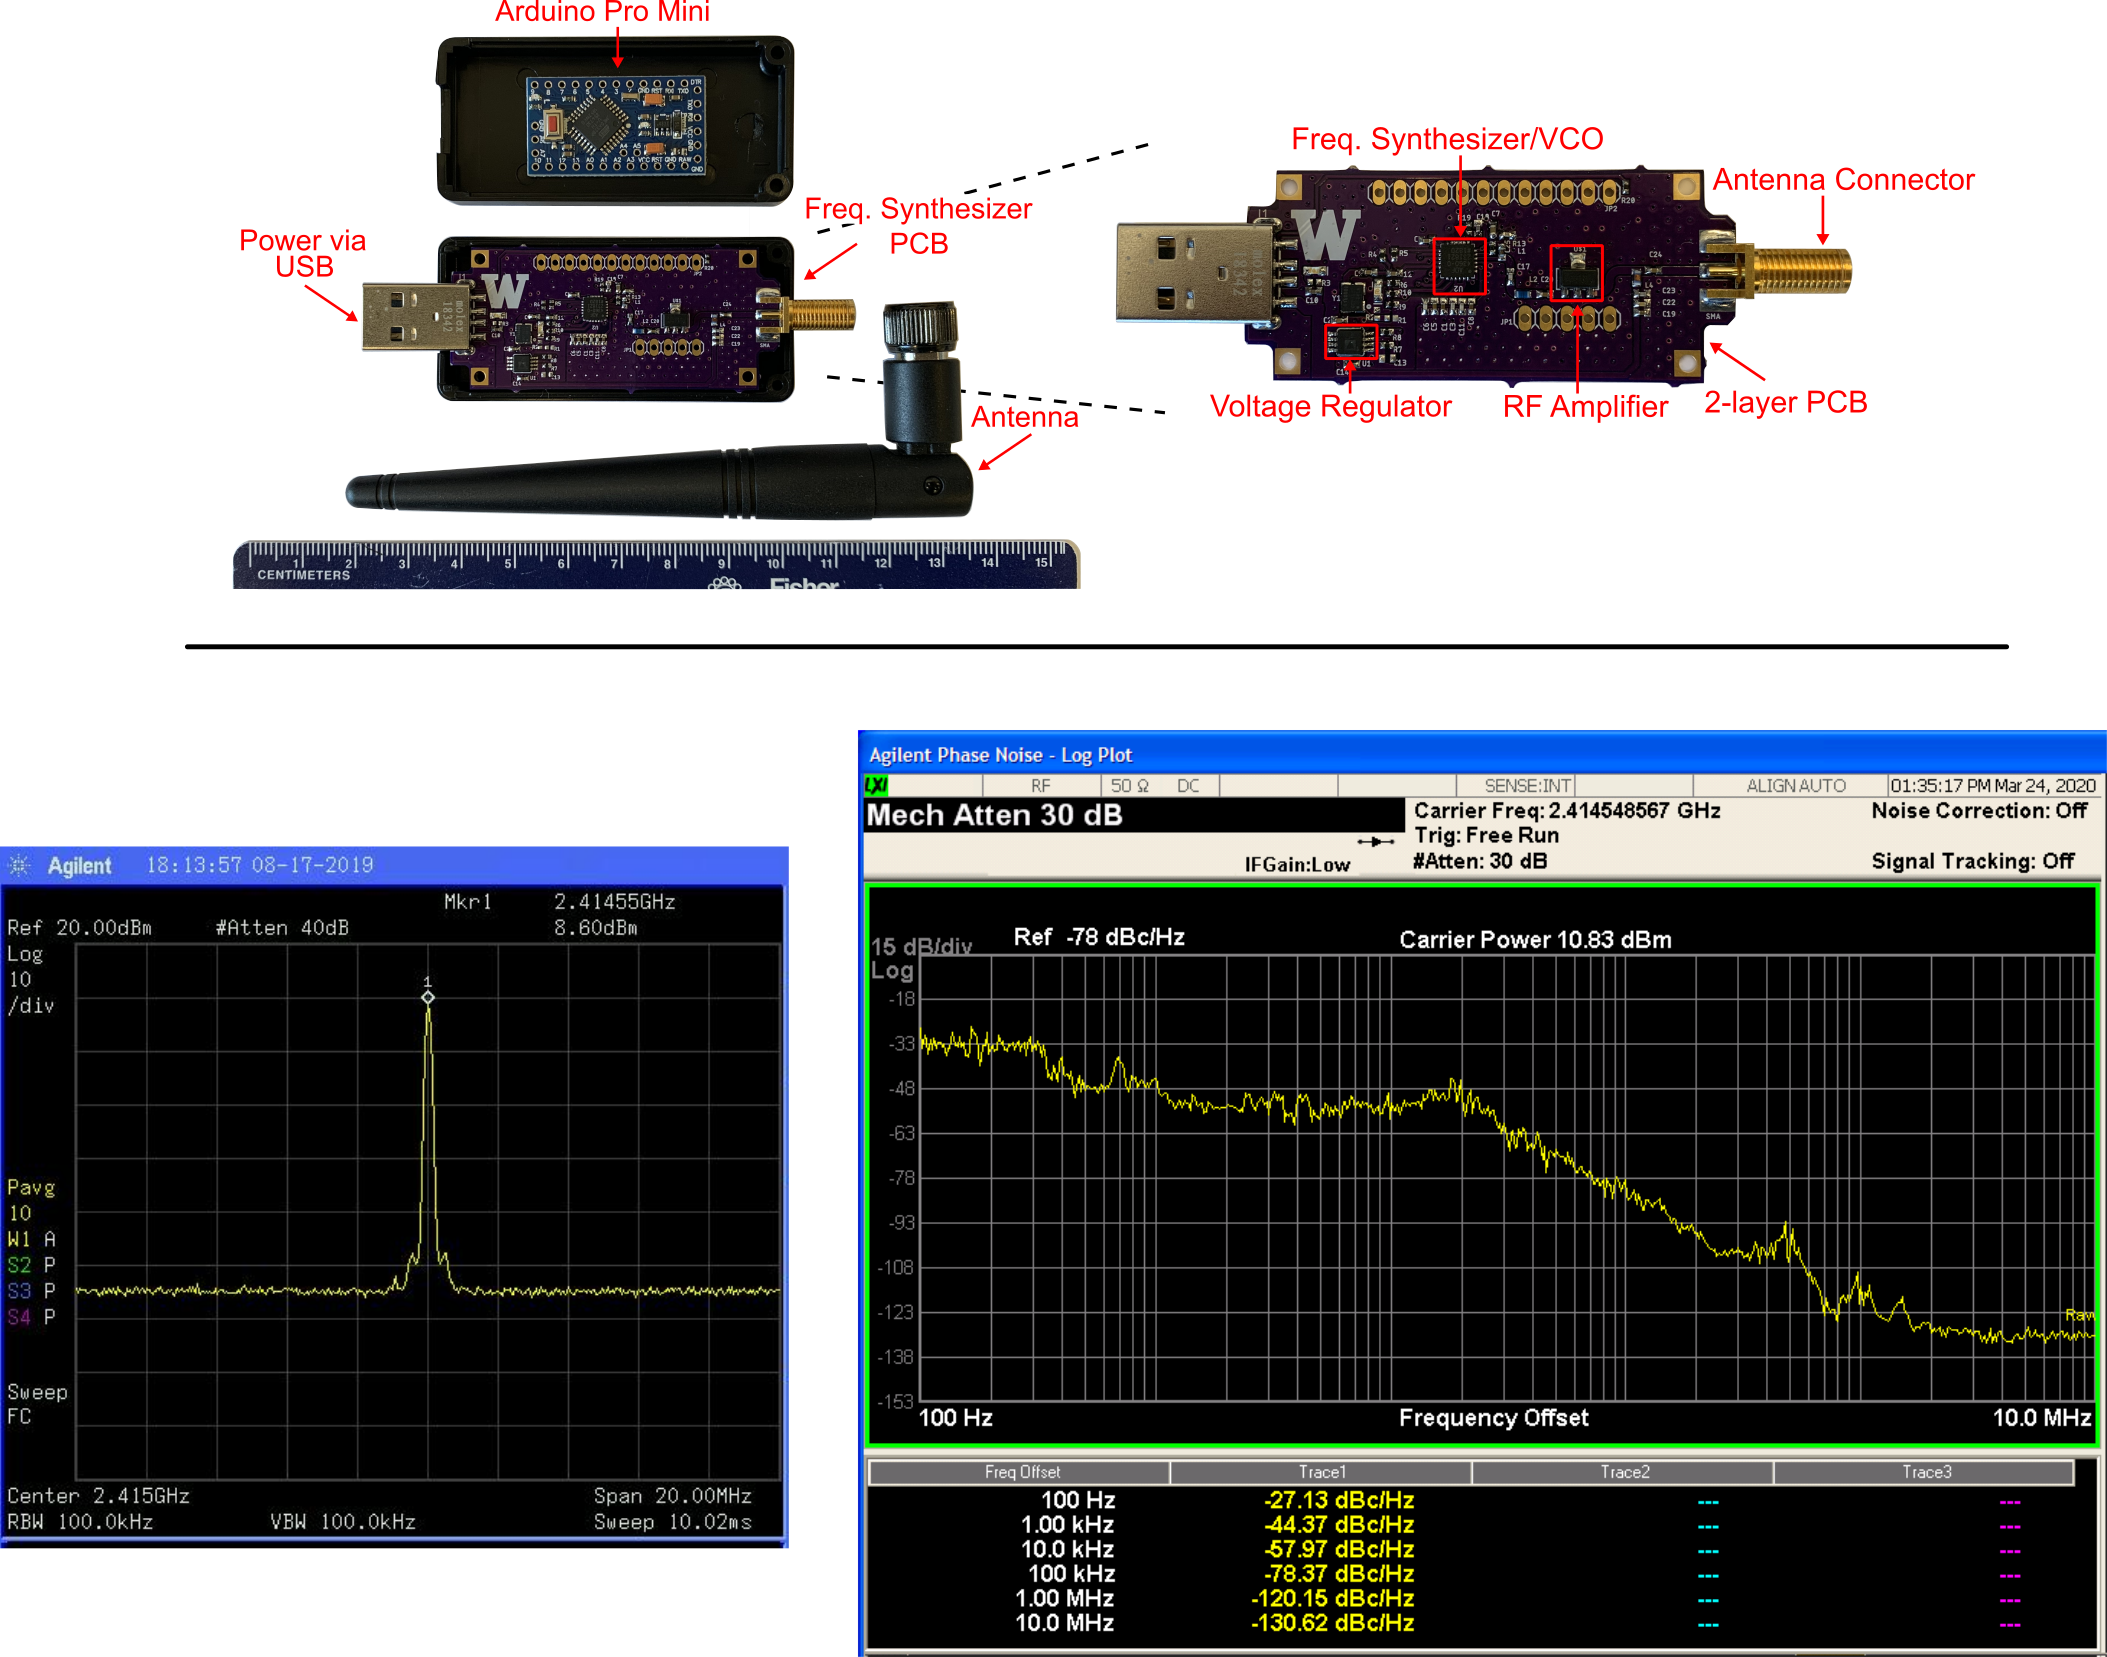 Arduino Pro Mini
Power via
USB
Freq. Synthesizer
PCB
Antenna
CENTIMETERS
1 2 3 4 5 6 7 8 9 10 11 12 13 14 15
Fisher
W
Freq. Synthesizer/VCO
Antenna Connector
W
molex
Voltage Regulator
RF Amplifier
2-layer PCB
Agilent 18:13:57 08-17-2019
Mkr1 2.41455GHz
Ref 20.00dBm #Atten 40dB 8.60dBm
Log
10
/div
1
Pavg
10
W1 A
S2 P
S3 P
S4 P
Sweep
FC
Center 2.415GHz Span 20.00MHz
RBW 100.0kHz VBW 100.0kHz Sweep 10.02ms
Agilent Phase Noise - Log Plot
LXI RF 50 Ω DC SENSE:INT ALIGN AUTO 01:35:17 PM Mar 24, 2020
Mech Atten 30 dB
Carrier Freq: 2.414548567 GHz Noise Correction: Off
Trig: Free Run
IFGain:Low #Atten: 30 dB Signal Tracking: Off
15 dB/div Ref -78 dBc/Hz Carrier Power 10.83 dBm
Log
-18
-33
-48
-63
-78
-93
-108
-123
Raw
-138
-153
100 Hz Frequency Offset 10.0 MHz
Freq Offset Trace1 Trace2 Trace3
100 Hz -27.13 dBc/Hz --- ---
1.00 kHz -44.37 dBc/Hz --- ---
10.0 kHz -57.97 dBc/Hz --- ---
100 kHz -78.37 dBc/Hz --- ---
1.00 MHz -120.15 dBc/Hz --- ---
10.0 MHz -130.62 dBc/Hz --- ---